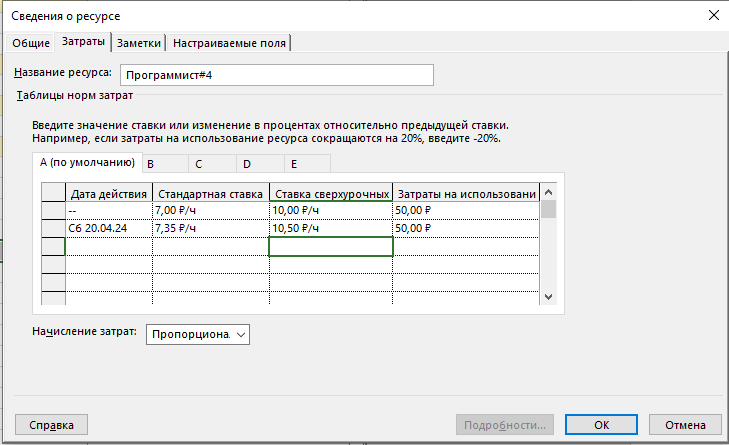 Сведения о ресурсе
Общие Затраты Заметки Настраиваемые поля
Название ресурса: Программист#4
Таблицы норм затрат
Введите значение ставки или изменение в процентах относительно предыдущей ставки.
Например, если затраты на использование ресурса сокращаются на 20%, введите -20%.
A (по умолчанию) B C D E
Дата действия Стандартная ставка Ставка сверхурочных Затраты на использовани
-- 7,00 ₽/ч 10,00 ₽/ч 50,00 ₽
Сб 20.04.24 7,35 ₽/ч 10,50 ₽/ч 50,00 ₽
Начисление затрат: Пропорциона.
Справка Подробности... ОК Отмена